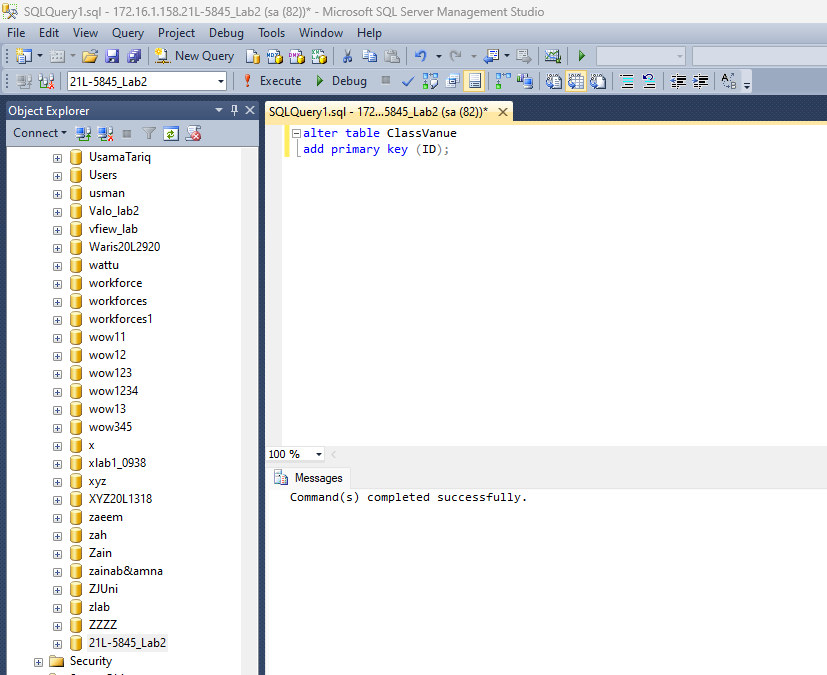 SQLQuery1.sql - 172.16.1.158.21L-5845_Lab2 (sa (82))* - Microsoft SQL Server Management Studio
File Edit View Query Project Debug Tools Window Help
New Query
21L-5845_Lab2 Execute Debug
Object Explorer
Connect
UsamaTariq
Users
usman
Valo_lab2
vfiew_lab
Waris20L2920
wattu
workforce
workforces
workforces1
wow11
wow12
wow123
wow1234
wow13
wow345
x
xlab1_0938
xyz
XYZ20L1318
zaeem
zah
Zain
zainab&amna
ZJUni
zlab
ZZZZ
21L-5845_Lab2
Security
SQLQuery1.sql - 172...5845_Lab2 (sa (82))*
alter table ClassVanue
add primary key (ID);
100 %
Messages
Command(s) completed successfully.